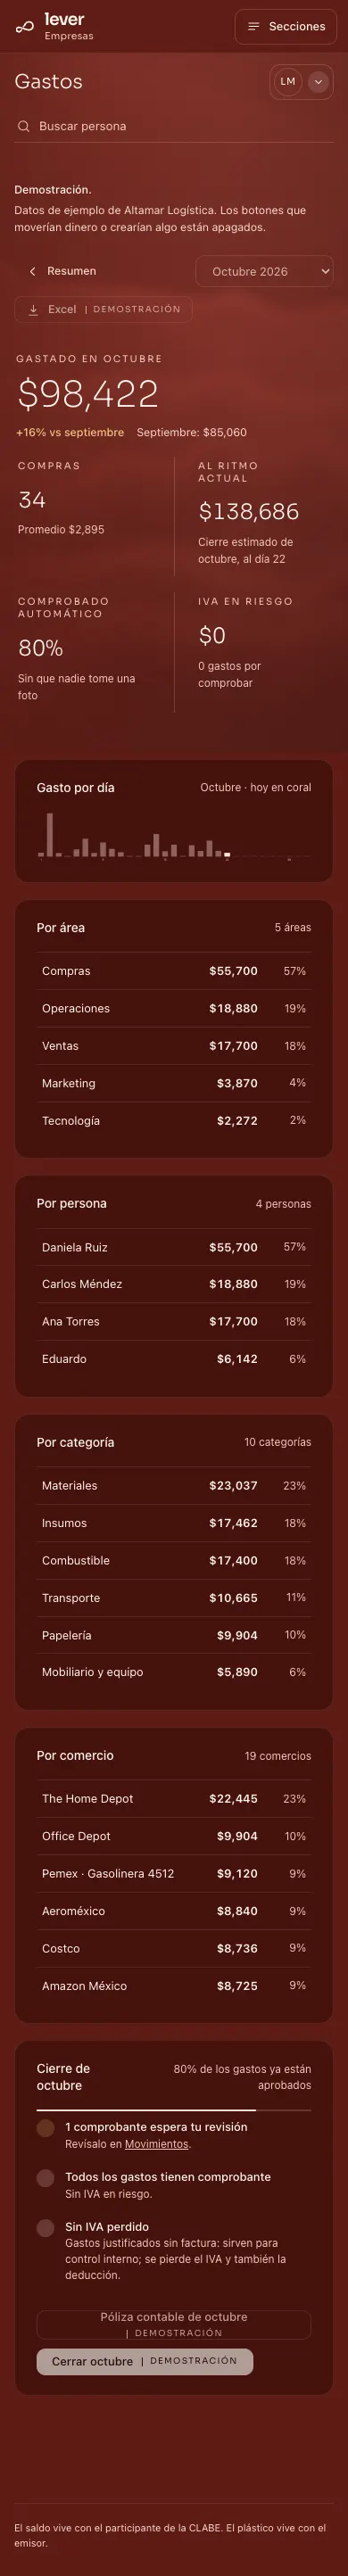 lever
Empresas
Secciones
Gastos
LM
Buscar persona
Demostración.
Datos de ejemplo de Altamar Logística. Los botones que
moverían dinero o crearían algo están apagados.
Resumen
Octubre 2026
Excel | DEMOSTRACIÓN
GASTADO EN OCTUBRE
$98,422
+16% vs septiembre Septiembre: $85,060
COMPRAS
34
Promedio $2,895
AL RITMO
ACTUAL
$138,686
Cierre estimado de
octubre, al día 22
COMPROBADO
AUTOMÁTICO
80%
Sin que nadie tome una
foto
IVA EN RIESGO
$0
0 gastos por
comprobar
Gasto por día
Octubre · hoy en coral
Por área
5 áreas
Compras $55,700 57%
Operaciones $18,880 19%
Ventas $17,700 18%
Marketing $3,870 4%
Tecnología $2,272 2%
Por persona
4 personas
Daniela Ruiz $55,700 57%
Carlos Méndez $18,880 19%
Ana Torres $17,700 18%
Eduardo $6,142 6%
Por categoría
10 categorías
Materiales $23,037 23%
Insumos $17,462 18%
Combustible $17,400 18%
Transporte $10,665 11%
Papelería $9,904 10%
Mobiliario y equipo $5,890 6%
Por comercio
19 comercios
The Home Depot $22,445 23%
Office Depot $9,904 10%
Pemex · Gasolinera 4512 $9,120 9%
Aeroméxico $8,840 9%
Costco $8,736 9%
Amazon México $8,725 9%
Cierre de
octubre
80% de los gastos ya están
aprobados
1 comprobante espera tu revisión
Revísalo en Movimientos.
Todos los gastos tienen comprobante
Sin IVA en riesgo.
Sin IVA perdido
Gastos justificados sin factura: sirven para
control interno; se pierde el IVA y también la
deducción.
Póliza contable de octubre
| DEMOSTRACIÓN
Cerrar octubre | DEMOSTRACIÓN
El saldo vive con el participante de la CLABE. El plástico vive con el
emisor.